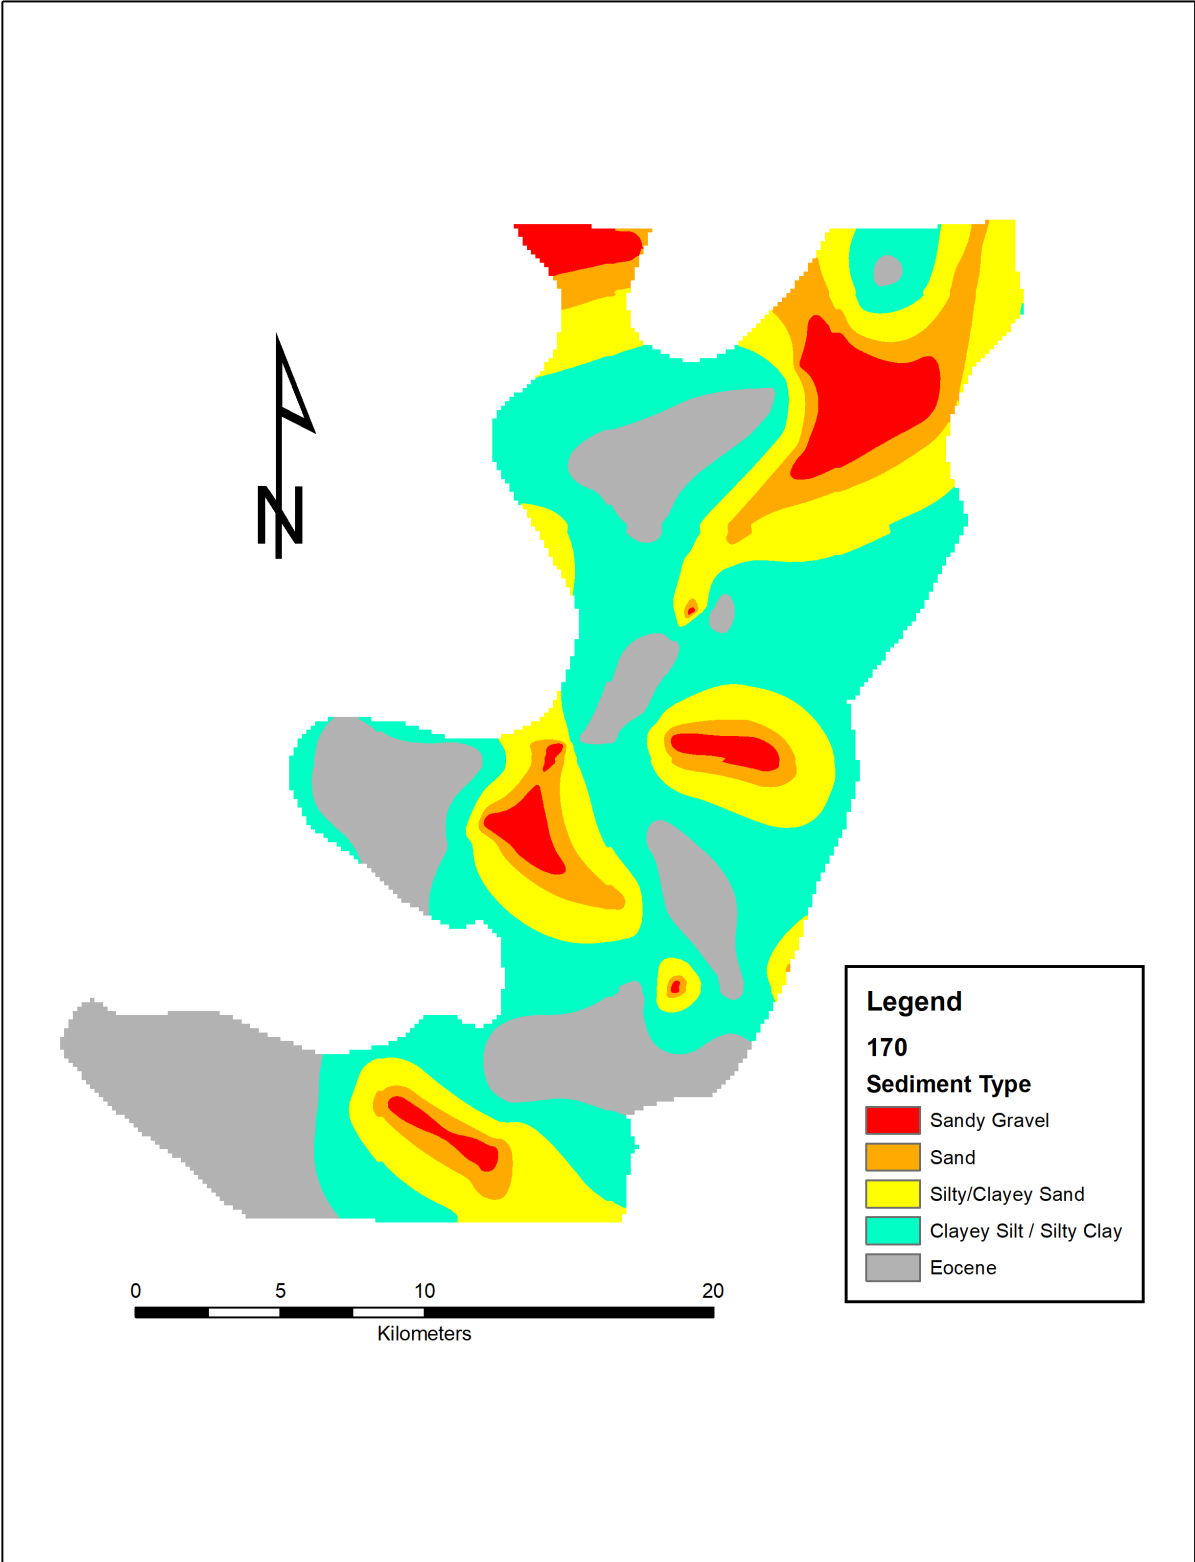 N
Legend
170
Sediment Type
Sandy Gravel
Sand
Silty/Clayey Sand
Clayey Silt / Silty Clay
Eocene
0 5 10 20
Kilometers